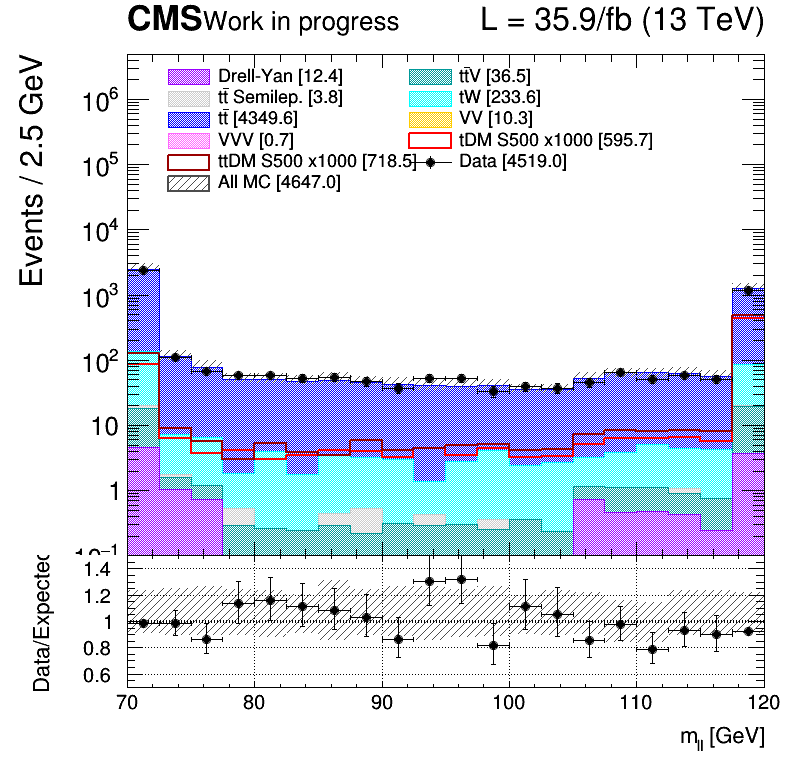 CMS Work in progress L = 35.9/fb (13 TeV)
Events / 2.5 GeV
Drell-Yan [12.4] tt̄V [36.5]
tt̄ Semilep. [3.8] tW [233.6]
tt̄ [4349.6] VV [10.3]
VVV [0.7] tDM S500 x1000 [595.7]
ttDM S500 x1000 [718.5] Data [4519.0]
All MC [4647.0]
10⁶
10⁵
10⁴
10³
10²
10
1
10⁻¹
Data/Expected
1.4
1.2
1
0.8
0.6
70 80 90 100 110 120
m_ll [GeV]